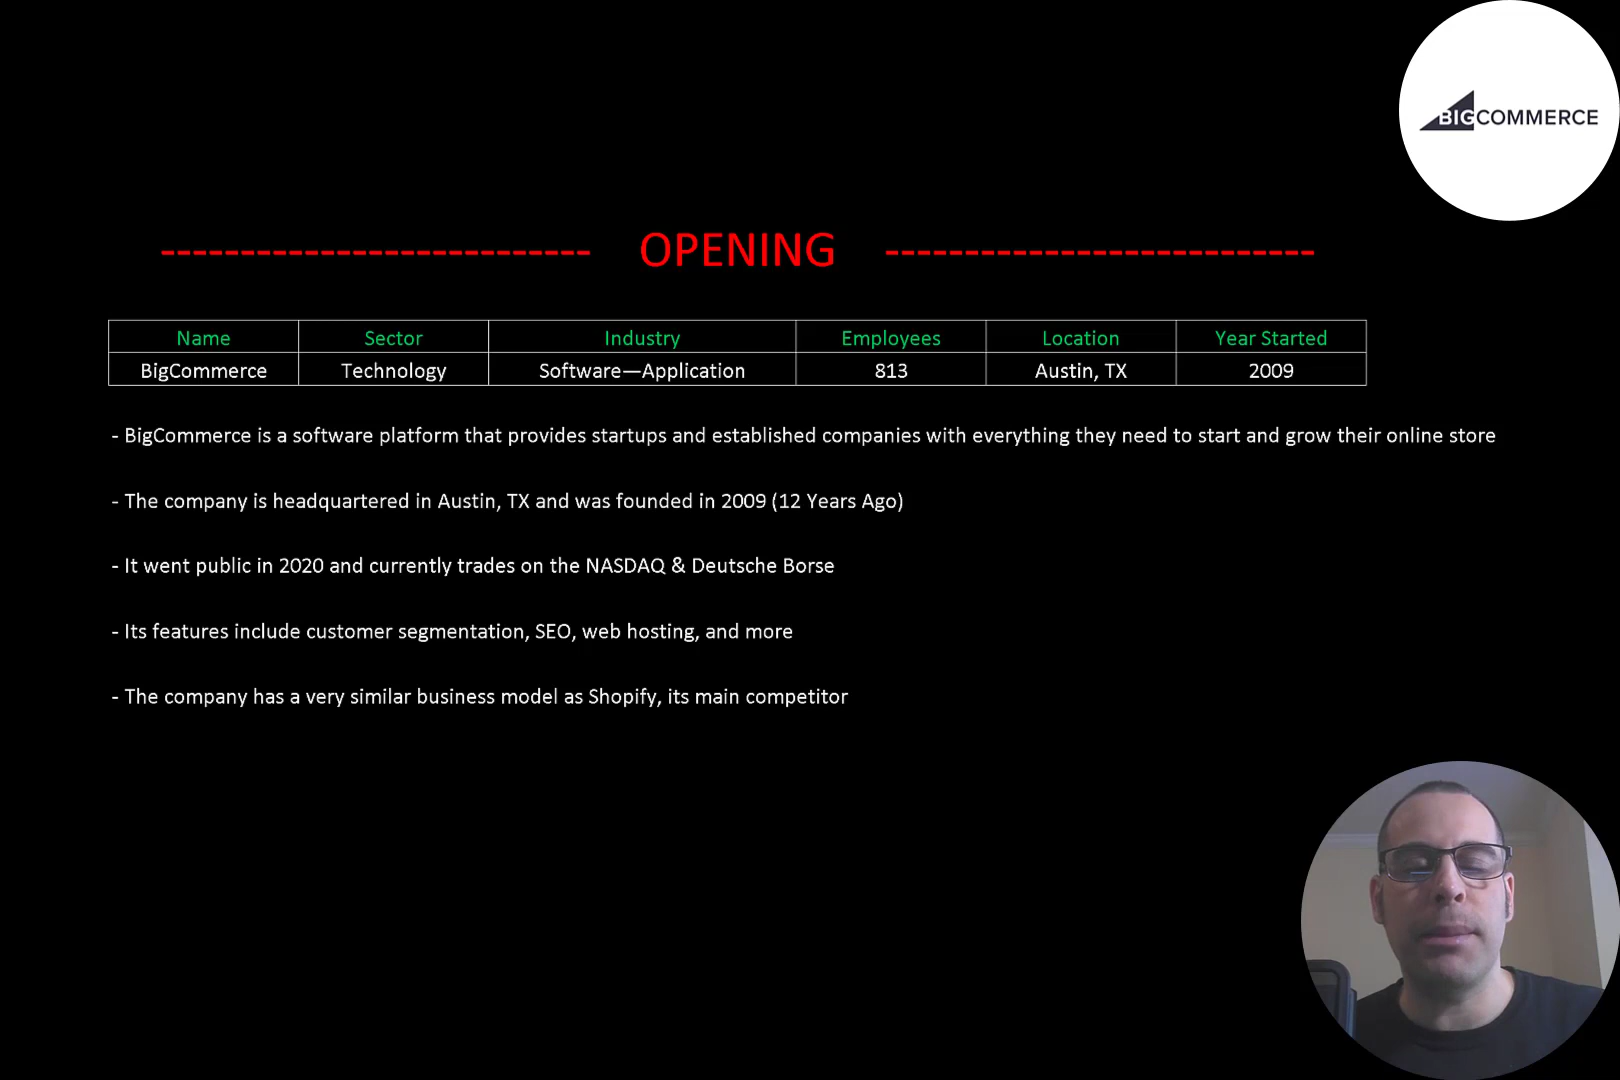 BIGCOMMERCE
--------------------------- OPENING ---------------------------
Name Sector Industry Employees Location Year Started
BigCommerce Technology Software—Application 813 Austin, TX 2009
- BigCommerce is a software platform that provides startups and established companies with everything they need to start and grow their online store
- The company is headquartered in Austin, TX and was founded in 2009 (12 Years Ago)
- It went public in 2020 and currently trades on the NASDAQ & Deutsche Borse
- Its features include customer segmentation, SEO, web hosting, and more
- The company has a very similar business model as Shopify, its main competitor